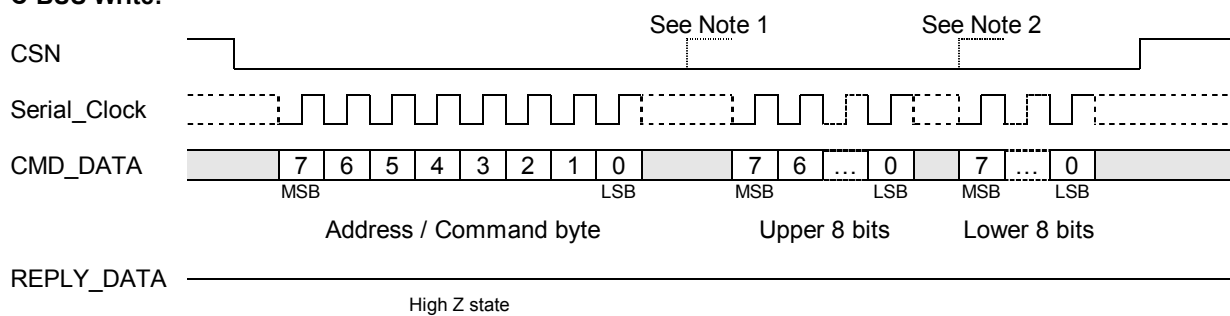 C-BUS Write:
See Note 1 See Note 2
CSN
Serial_Clock
CMD_DATA 7 6 5 4 3 2 1 0 7 6 … 0 7 … 0
MSB LSB MSB LSB MSB LSB
Address / Command byte Upper 8 bits Lower 8 bits
REPLY_DATA
High Z state